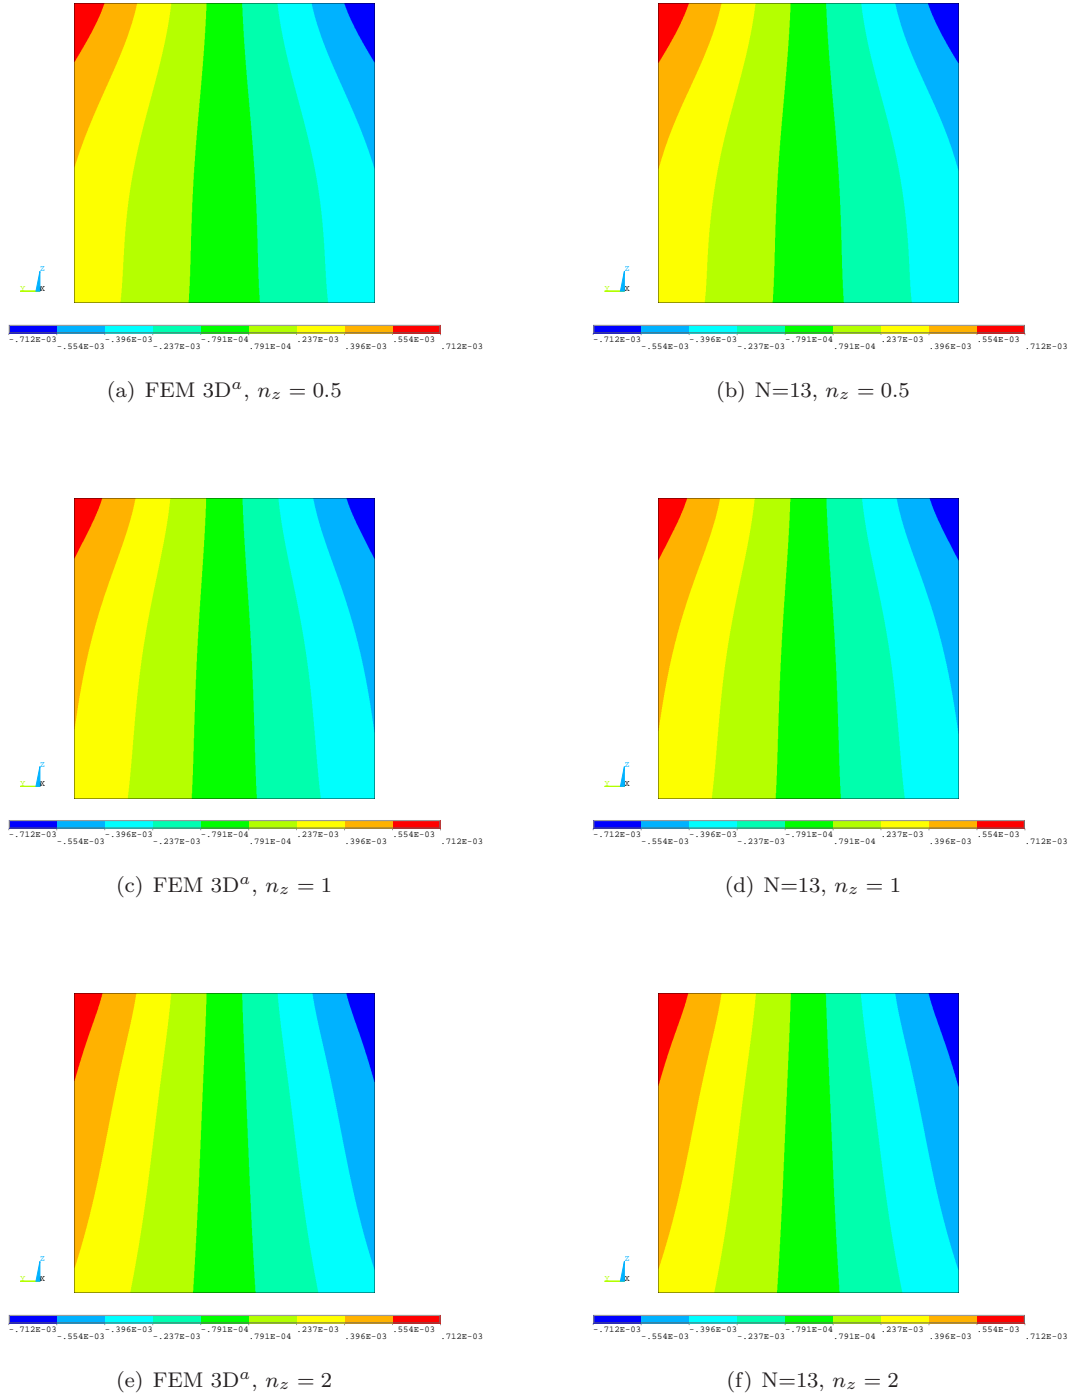 Z Z
Y X Y X
-.712E-03 -.396E-03 -.791E-04 .237E-03 .554E-03 -.712E-03 -.396E-03 -.791E-04 .237E-03 .554E-03
-.554E-03 -.237E-03 .791E-04 .396E-03 .712E-03 -.554E-03 -.237E-03 .791E-04 .396E-03 .712E-03
(a) FEM 3Dᵃ, n_z = 0.5 (b) N=13, n_z = 0.5
Z Z
Y X Y X
-.712E-03 -.396E-03 -.791E-04 .237E-03 .554E-03 -.712E-03 -.396E-03 -.791E-04 .237E-03 .554E-03
-.554E-03 -.237E-03 .791E-04 .396E-03 .712E-03 -.554E-03 -.237E-03 .791E-04 .396E-03 .712E-03
(c) FEM 3Dᵃ, n_z = 1 (d) N=13, n_z = 1
Z Z
Y X Y X
-.712E-03 -.396E-03 -.791E-04 .237E-03 .554E-03 -.712E-03 -.396E-03 -.791E-04 .237E-03 .554E-03
-.554E-03 -.237E-03 .791E-04 .396E-03 .712E-03 -.554E-03 -.237E-03 .791E-04 .396E-03 .712E-03
(e) FEM 3Dᵃ, n_z = 2 (f) N=13, n_z = 2